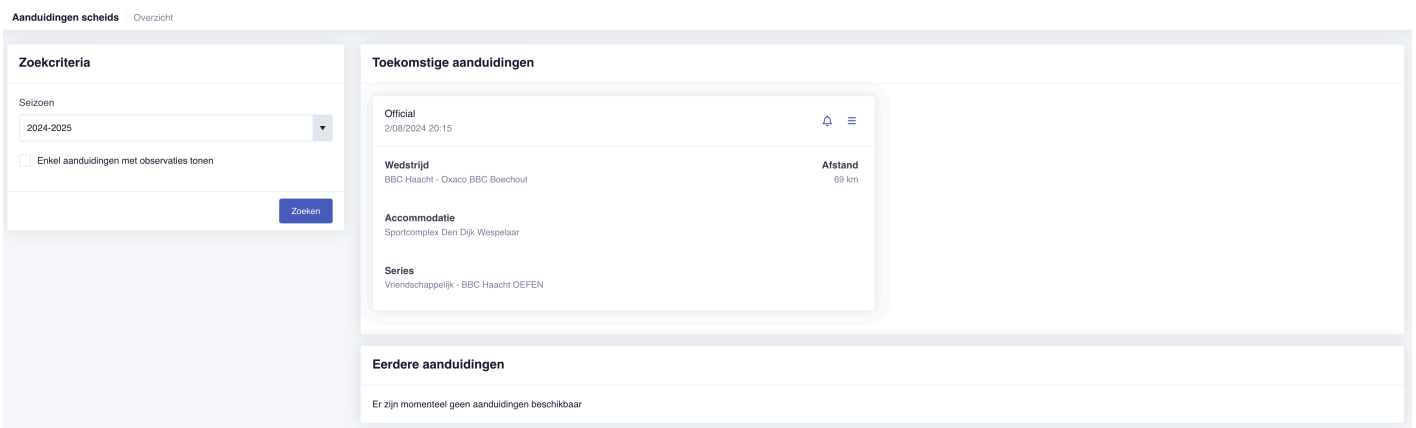 Aanduidingen scheids Overzicht
Zoekcriteria
Seizoen
2024-2025
Enkel aanduidingen met observaties tonen
Zoeken
Toekomstige aanduidingen
Official
2/08/2024 20:15
Wedstrijd Afstand
BBC Haacht - Oxaco BBC Boechout 69 km
Accommodatie
Sportcomplex Den Dijk Wespelaar
Series
Vriendschappelijk - BBC Haacht OEFEN
Eerdere aanduidingen
Er zijn momenteel geen aanduidingen beschikbaar